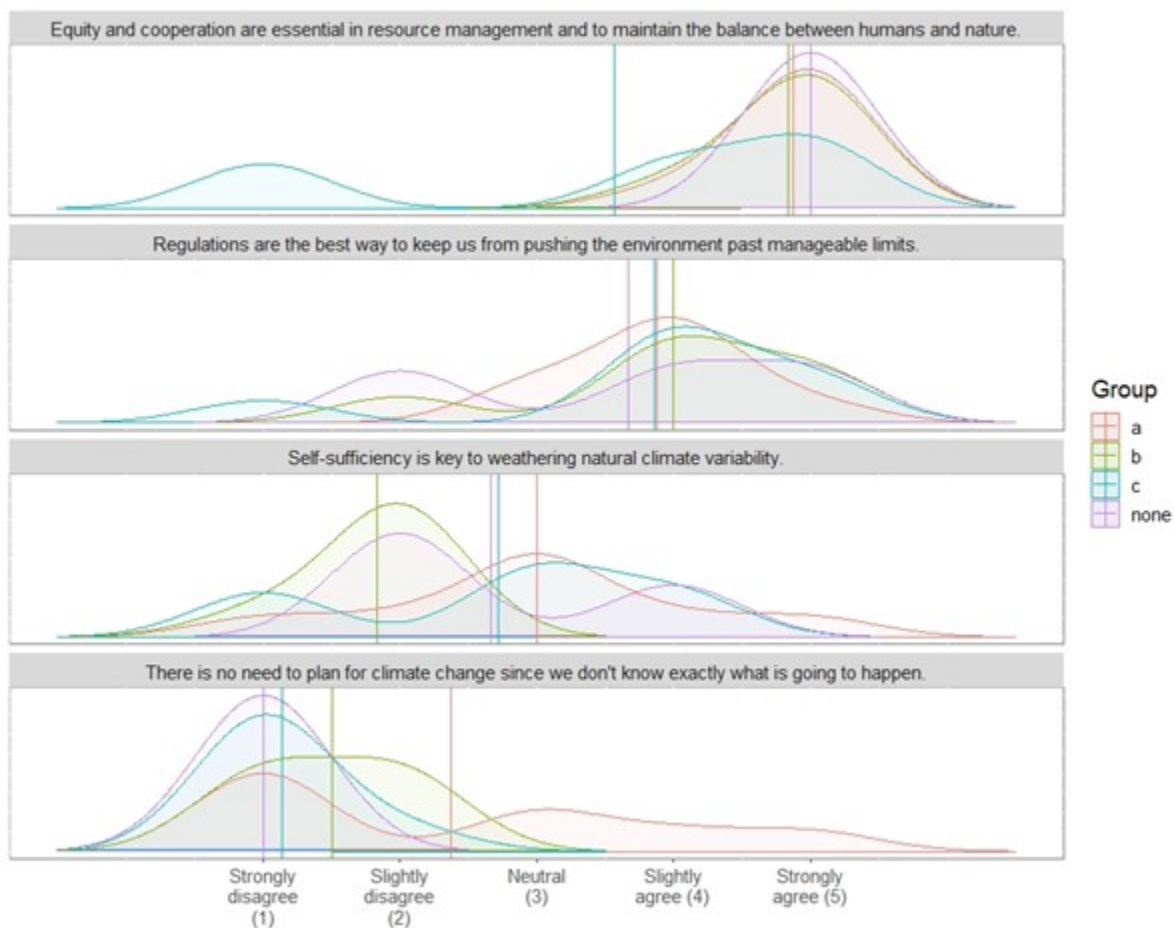 Equity and cooperation are essential in resource management and to maintain the balance between humans and nature.
Regulations are the best way to keep us from pushing the environment past manageable limits.
Self-sufficiency is key to weathering natural climate variability.
There is no need to plan for climate change since we don't know exactly what is going to happen.
Strongly
disagree
(1)
Slightly
disagree
(2)
Neutral
(3)
Slightly
agree (4)
Strongly
agree (5)
Group
a
b
c
none